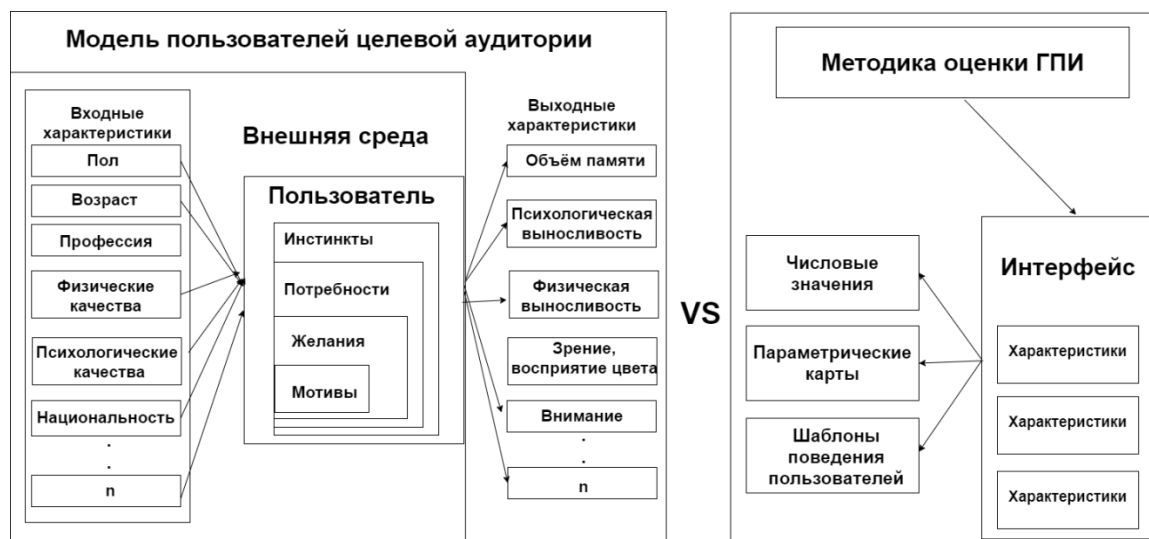 Модель пользователей целевой аудитории
Входные
характеристики
Пол
Возраст
Профессия
Физические
качества
Психологические
качества
Национальность
.
.
n
Внешняя среда
Пользователь
Инстинкты
Потребности
Желания
Мотивы
Выходные
характеристики
Объём памяти
Психологическая
выносливость
Физическая
выносливость
Зрение,
восприятие цвета
Внимание
.
.
n
VS
Методика оценки ГПИ
Числовые
значения
Параметрические
карты
Шаблоны
поведения
пользователей
Интерфейс
Характеристики
Характеристики
Характеристики